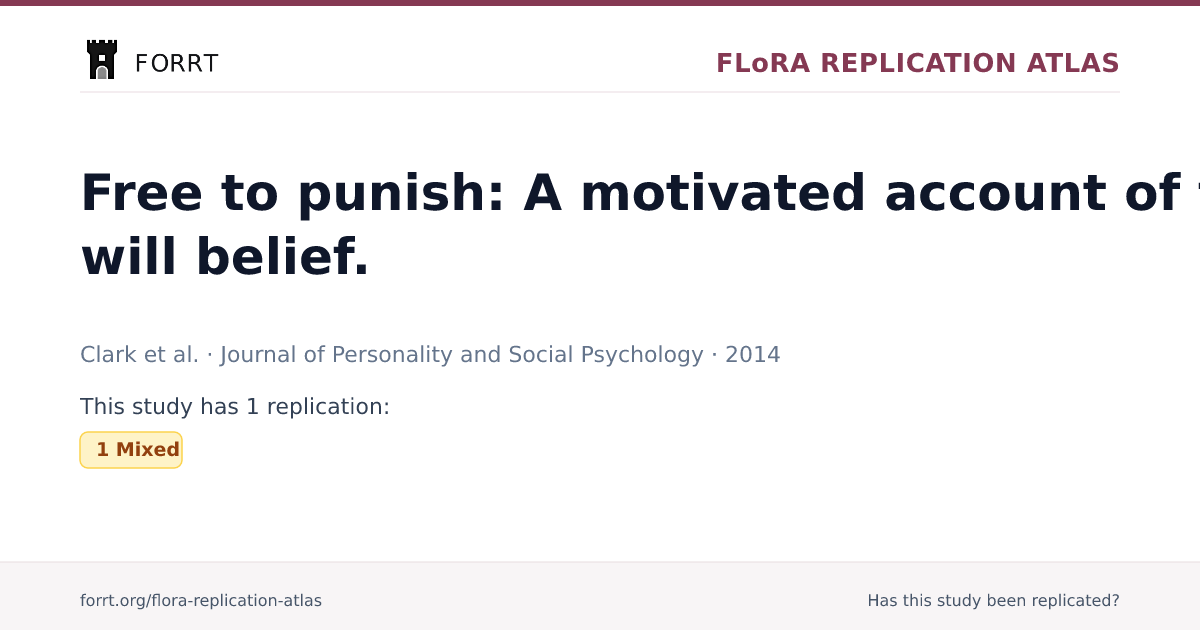 FORRT
FLoRA REPLICATION ATLAS
Free to punish: A motivated account of
will belief.
Clark et al. · Journal of Personality and Social Psychology · 2014
This study has 1 replication:
1 Mixed
forrt.org/flora-replication-atlas
Has this study been replicated?